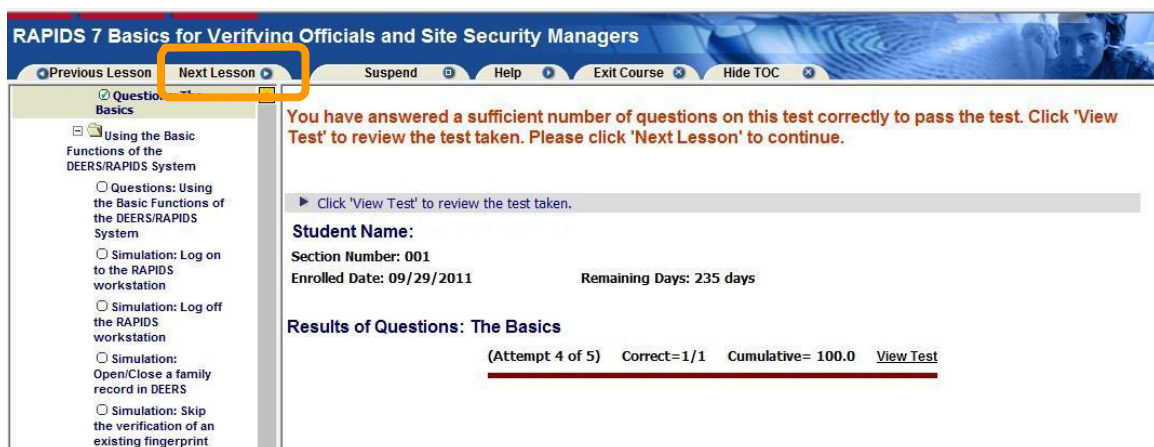 RAPIDS 7 Basics for Verifying Officials and Site Security Managers
Previous Lesson Next Lesson Suspend Help Exit Course Hide TOC
Questions: The
Basics
Using the Basic
Functions of the
DEERS/RAPIDS System
Questions: Using
the Basic Functions of
the DEERS/RAPIDS
System
Simulation: Log on
to the RAPIDS
workstation
Simulation: Log off
the RAPIDS
workstation
Simulation:
Open/Close a family
record in DEERS
Simulation: Skip
the verification of an
existing fingerprint
You have answered a sufficient number of questions on this test correctly to pass the test. Click 'View
Test' to review the test taken. Please click 'Next Lesson' to continue.
Click 'View Test' to review the test taken.
Student Name:
Section Number: 001
Enrolled Date: 09/29/2011 Remaining Days: 235 days
Results of Questions: The Basics
(Attempt 4 of 5) Correct=1/1 Cumulative= 100.0 View Test